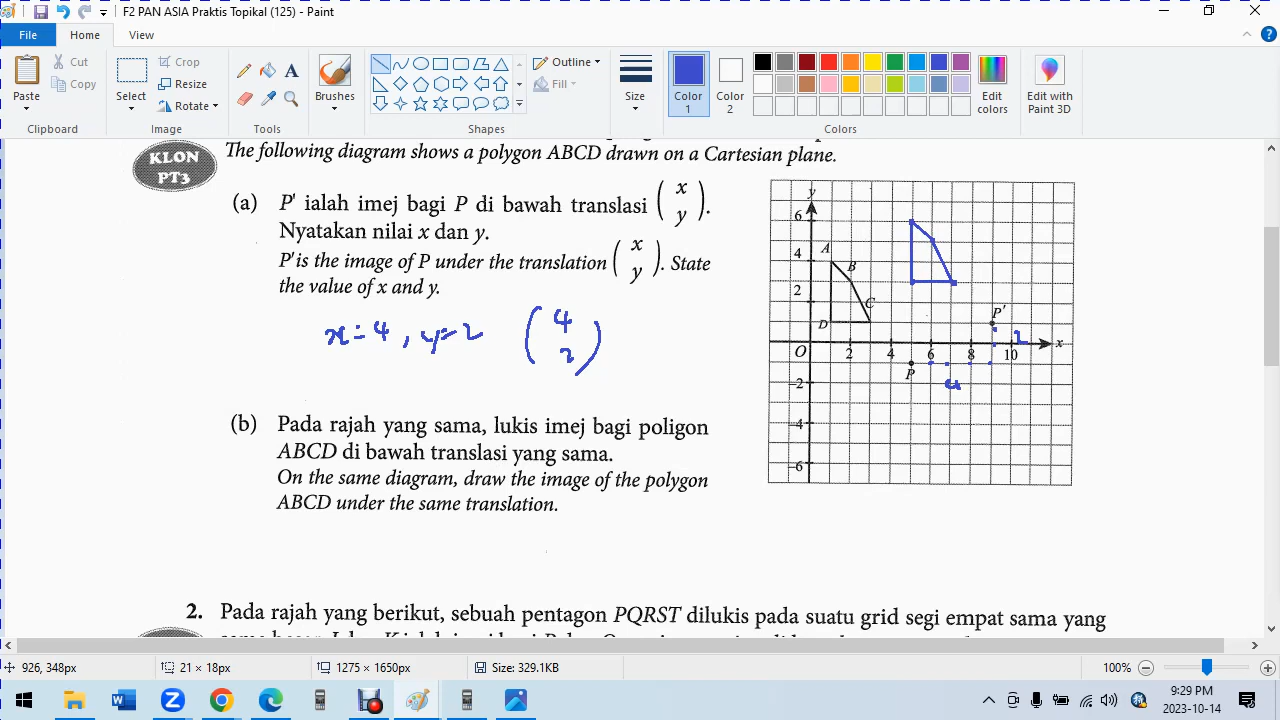 F2 PAN ASIA Praktis Topikal (125) - Paint
File
Home
View
Paste
Cut
Copy
Clipboard
Select
Crop
Resize
Rotate
Image
Tools
Brushes
Outline
Fill
Shapes
Size
Color 1
Color 2
Edit colors
Colors
Edit with Paint 3D
The following diagram shows a polygon ABCD drawn on a Cartesian plane.
KLON PT3
(a) P' ialah imej bagi P di bawah translasi ( x y ).
Nyatakan nilai x dan y.
P' is the image of P under the translation ( x y ). State
the value of x and y.
x = 4 , y = 2 ( 4 2 )
(b) Pada rajah yang sama, lukis imej bagi poligon
ABCD di bawah translasi yang sama.
On the same diagram, draw the image of the polygon
ABCD under the same translation.
y
6
4
2
A
B
C
D
P'
2
O
2
4
6
8
10
x
P
4
-2
-4
-6
2. Pada rajah yang berikut, sebuah pentagon PQRST dilukis pada suatu grid segi empat sama yang
926, 348px
21 × 18px
1275 × 1650px
Size: 329.1KB
100%
9:29 PM
2023-10-14